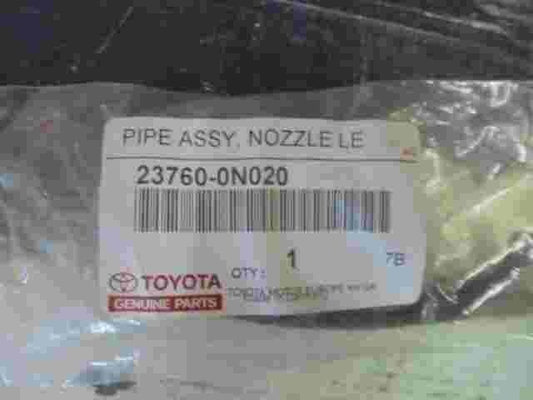 PIPE ASSY, NOZZLE LE
23760-0N020
QTY: 1
7B
TOYOTA
GENUINE PARTS